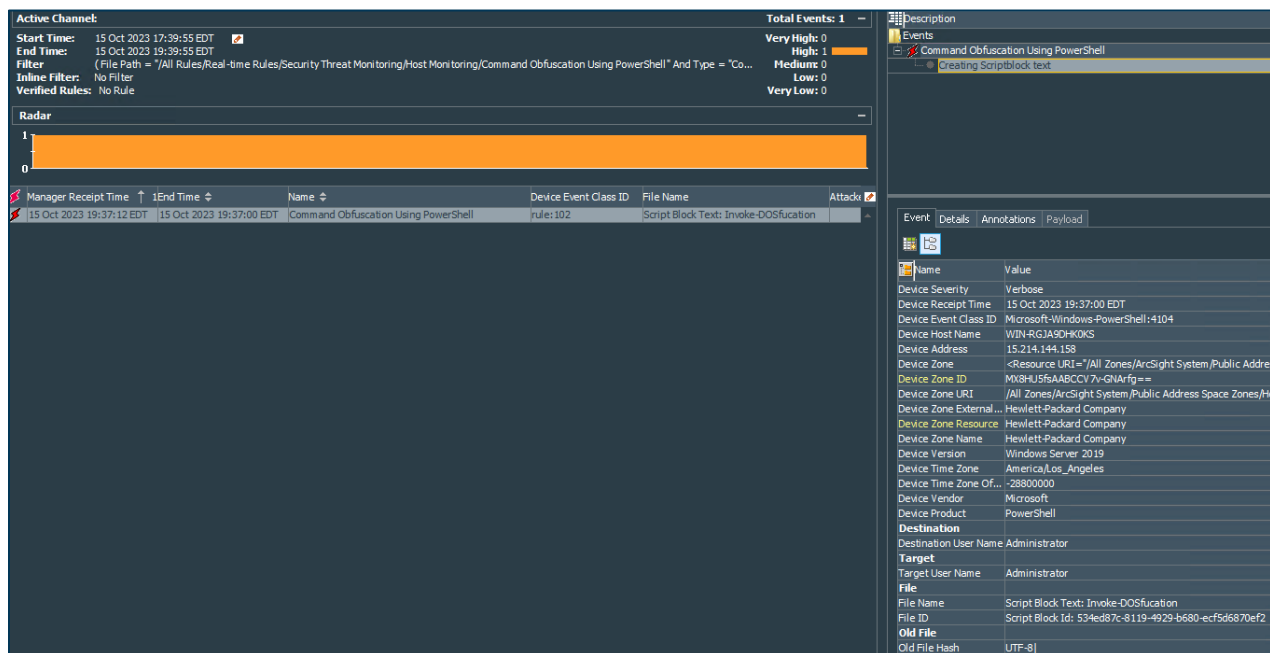 Active Channel: Total Events: 1
Start Time: 15 Oct 2023 17:39:55 EDT Very High: 0
End Time: 15 Oct 2023 19:39:55 EDT High: 1
Filter ( File Path = "/All Rules/Real-time Rules/Security Threat Monitoring/Host Monitoring/Command Obfuscation Using PowerShell" And Type = "Co... Medium: 0
Inline Filter: No Filter Low: 0
Verified Rules: No Rule Very Low: 0
Radar
1
0
Manager Receipt Time 1 End Time Name Device Event Class ID File Name Attacke
15 Oct 2023 19:37:12 EDT 15 Oct 2023 19:37:00 EDT Command Obfuscation Using PowerShell rule:102 Script Block Text: Invoke-DOSfucation
Description
Events
Command Obfuscation Using PowerShell
Creating Scriptblock text
Event Details Annotations Payload
Name Value
Device Severity Verbose
Device Receipt Time 15 Oct 2023 19:37:00 EDT
Device Event Class ID Microsoft-Windows-PowerShell:4104
Device Host Name WIN-RGJA9DHK0KS
Device Address 15.214.144.158
Device Zone <Resource URI="/All Zones/ArcSight System/Public Addre
Device Zone ID MX8HU5fsAABCCV7v-GNArfg==
Device Zone URI /All Zones/ArcSight System/Public Address Space Zones/H
Device Zone External... Hewlett-Packard Company
Device Zone Resource Hewlett-Packard Company
Device Zone Name Hewlett-Packard Company
Device Version Windows Server 2019
Device Time Zone America/Los_Angeles
Device Time Zone Of... -28800000
Device Vendor Microsoft
Device Product PowerShell
Destination
Destination User Name Administrator
Target
Target User Name Administrator
File
File Name Script Block Text: Invoke-DOSfucation
File ID Script Block Id: 534ed87c-8119-4929-b680-ecf5d6870ef2
Old File
Old File Hash UTF-8|